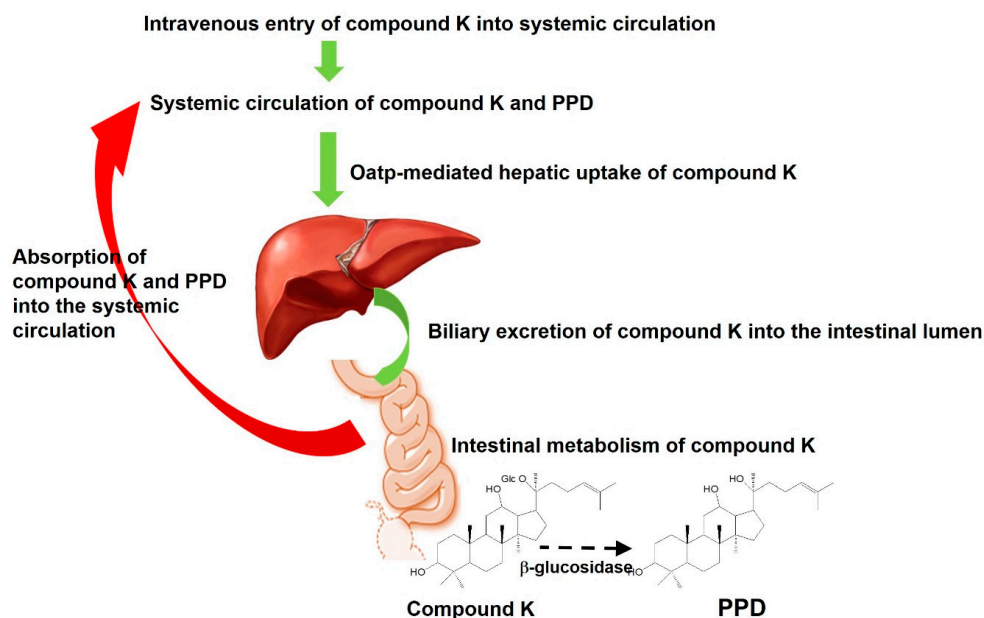 Intravenous entry of compound K into systemic circulation
Systemic circulation of compound K and PPD
Oatp-mediated hepatic uptake of compound K
Absorption of
compound K and PPD
into the systemic
circulation
Biliary excretion of compound K into the intestinal lumen
Intestinal metabolism of compound K
Glc O
HO
HO
β-glucosidase
HO
HO
HO
Compound K
PPD